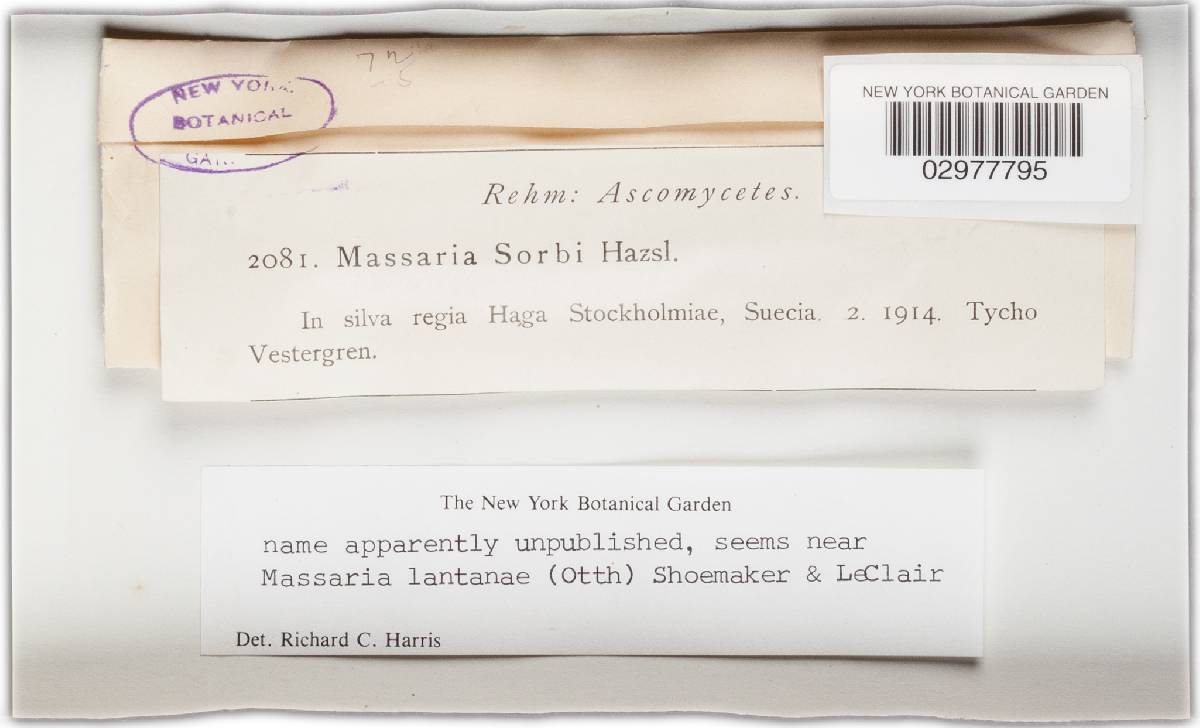 NEW YORK
BOTANICAL
NEW YORK BOTANICAL GARDEN
02977795
Rehm: Ascomycetes.
2081. Massaria Sorbi Hazsl.
In silva regia Haga Stockholmiae, Suecia. 2. 1914. Tycho
Vestergren.
The New York Botanical Garden
name apparently unpublished, seems near
Massaria lantanae (Otth) Shoemaker & LeClair
Det. Richard C. Harris